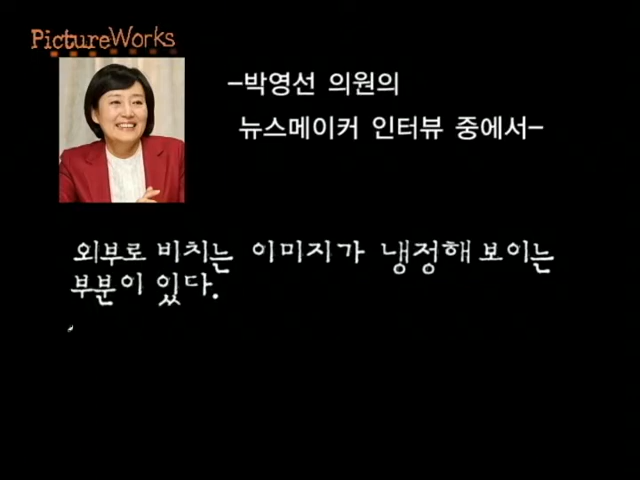 PictureWorks
-박영선 의원의
뉴스메이커 인터뷰 중에서-
외부로 비치는 이미지가 냉정해 보이는
부분이 있다.